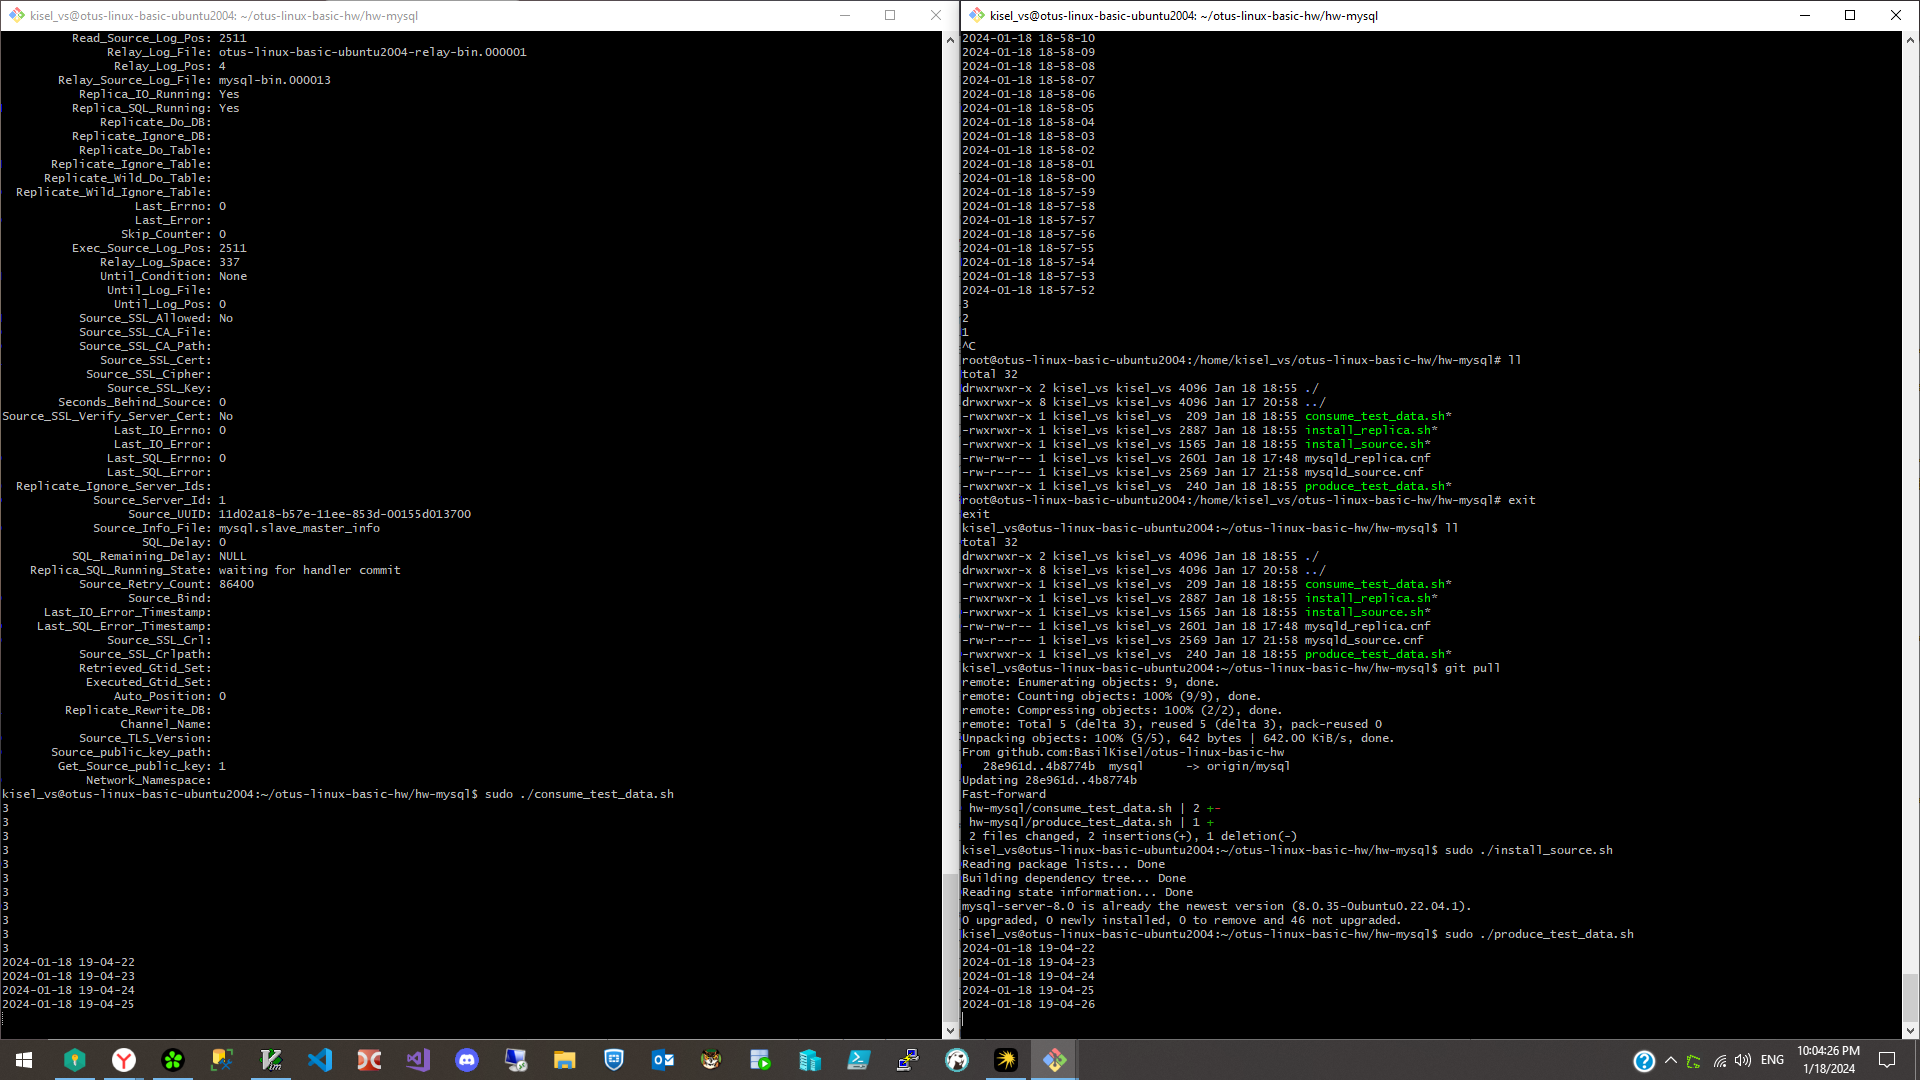 kisel_vs@otus-linux-basic-ubuntu2004: ~/otus-linux-basic-hw/hw-mysql
Read_Source_Log_Pos: 2511
Relay_Log_File: otus-linux-basic-ubuntu2004-relay-bin.000001
Relay_Log_Pos: 4
Relay_Source_Log_File: mysql-bin.000013
Replica_IO_Running: Yes
Replica_SQL_Running: Yes
Replicate_Do_DB:
Replicate_Ignore_DB:
Replicate_Do_Table:
Replicate_Ignore_Table:
Replicate_Wild_Do_Table:
Replicate_Wild_Ignore_Table:
Last_Errno: 0
Last_Error:
Skip_Counter: 0
Exec_Source_Log_Pos: 2511
Relay_Log_Space: 337
Until_Condition: None
Until_Log_File:
Until_Log_Pos: 0
Source_SSL_Allowed: No
Source_SSL_CA_File:
Source_SSL_CA_Path:
Source_SSL_Cert:
Source_SSL_Cipher:
Source_SSL_Key:
Seconds_Behind_Source: 0
Source_SSL_Verify_Server_Cert: No
Last_IO_Errno: 0
Last_IO_Error:
Last_SQL_Errno: 0
Last_SQL_Error:
Replicate_Ignore_Server_Ids:
Source_Server_Id: 1
Source_UUID: 11d02a18-b57e-11ee-853d-00155d013700
Source_Info_File: mysql.slave_master_info
SQL_Delay: 0
SQL_Remaining_Delay: NULL
Replica_SQL_Running_State: waiting for handler commit
Source_Retry_Count: 86400
Source_Bind:
Last_IO_Error_Timestamp:
Last_SQL_Error_Timestamp:
Source_SSL_Crl:
Source_SSL_Crlpath:
Retrieved_Gtid_Set:
Executed_Gtid_Set:
Auto_Position: 0
Replicate_Rewrite_DB:
Channel_Name:
Source_TLS_Version:
Source_public_key_path:
Get_Source_public_key: 1
Network_Namespace:
kisel_vs@otus-linux-basic-ubuntu2004:~/otus-linux-basic-hw/hw-mysql$ sudo ./consume_test_data.sh
3
3
3
3
3
3
3
3
3
3
3
2024-01-18 19-04-22
2024-01-18 19-04-23
2024-01-18 19-04-24
2024-01-18 19-04-25
kisel_vs@otus-linux-basic-ubuntu2004: ~/otus-linux-basic-hw/hw-mysql
2024-01-18 18-58-10
2024-01-18 18-58-09
2024-01-18 18-58-08
2024-01-18 18-58-07
2024-01-18 18-58-06
2024-01-18 18-58-05
2024-01-18 18-58-04
2024-01-18 18-58-03
2024-01-18 18-58-02
2024-01-18 18-58-01
2024-01-18 18-58-00
2024-01-18 18-57-59
2024-01-18 18-57-58
2024-01-18 18-57-57
2024-01-18 18-57-56
2024-01-18 18-57-55
2024-01-18 18-57-54
2024-01-18 18-57-53
2024-01-18 18-57-52
3
2
1
^C
root@otus-linux-basic-ubuntu2004:/home/kisel_vs/otus-linux-basic-hw/hw-mysql# ll
total 32
drwxrwxr-x 2 kisel_vs kisel_vs 4096 Jan 18 18:55 ./
drwxrwxr-x 8 kisel_vs kisel_vs 4096 Jan 17 20:58 ../
-rwxrwxr-x 1 kisel_vs kisel_vs  209 Jan 18 18:55 consume_test_data.sh*
-rwxrwxr-x 1 kisel_vs kisel_vs 2887 Jan 18 18:55 install_replica.sh*
-rwxrwxr-x 1 kisel_vs kisel_vs 1565 Jan 18 18:55 install_source.sh*
-rw-rw-r-- 1 kisel_vs kisel_vs 2601 Jan 18 17:48 mysqld_replica.cnf
-rw-r--r-- 1 kisel_vs kisel_vs 2569 Jan 17 21:58 mysqld_source.cnf
-rwxrwxr-x 1 kisel_vs kisel_vs  240 Jan 18 18:55 produce_test_data.sh*
root@otus-linux-basic-ubuntu2004:/home/kisel_vs/otus-linux-basic-hw/hw-mysql# exit
exit
kisel_vs@otus-linux-basic-ubuntu2004:~/otus-linux-basic-hw/hw-mysql$ ll
total 32
drwxrwxr-x 2 kisel_vs kisel_vs 4096 Jan 18 18:55 ./
drwxrwxr-x 8 kisel_vs kisel_vs 4096 Jan 17 20:58 ../
-rwxrwxr-x 1 kisel_vs kisel_vs  209 Jan 18 18:55 consume_test_data.sh*
-rwxrwxr-x 1 kisel_vs kisel_vs 2887 Jan 18 18:55 install_replica.sh*
-rwxrwxr-x 1 kisel_vs kisel_vs 1565 Jan 18 18:55 install_source.sh*
-rw-rw-r-- 1 kisel_vs kisel_vs 2601 Jan 18 17:48 mysqld_replica.cnf
-rw-r--r-- 1 kisel_vs kisel_vs 2569 Jan 17 21:58 mysqld_source.cnf
-rwxrwxr-x 1 kisel_vs kisel_vs  240 Jan 18 18:55 produce_test_data.sh*
kisel_vs@otus-linux-basic-ubuntu2004:~/otus-linux-basic-hw/hw-mysql$ git pull
remote: Enumerating objects: 9, done.
remote: Counting objects: 100% (9/9), done.
remote: Compressing objects: 100% (2/2), done.
remote: Total 5 (delta 3), reused 5 (delta 3), pack-reused 0
Unpacking objects: 100% (5/5), 642 bytes | 642.00 KiB/s, done.
From github.com:BasilKisel/otus-linux-basic-hw
   28e961d..4b8774b  mysql      -> origin/mysql
Updating 28e961d..4b8774b
Fast-forward
 hw-mysql/consume_test_data.sh | 2 +-
 hw-mysql/produce_test_data.sh | 1 +
 2 files changed, 2 insertions(+), 1 deletion(-)
kisel_vs@otus-linux-basic-ubuntu2004:~/otus-linux-basic-hw/hw-mysql$ sudo ./install_source.sh
Reading package lists... Done
Building dependency tree... Done
Reading state information... Done
mysql-server-8.0 is already the newest version (8.0.35-0ubuntu0.22.04.1).
0 upgraded, 0 newly installed, 0 to remove and 46 not upgraded.
kisel_vs@otus-linux-basic-ubuntu2004:~/otus-linux-basic-hw/hw-mysql$ sudo ./produce_test_data.sh
2024-01-18 19-04-22
2024-01-18 19-04-23
2024-01-18 19-04-24
2024-01-18 19-04-25
2024-01-18 19-04-26
ENG
10:04:26 PM
1/18/2024